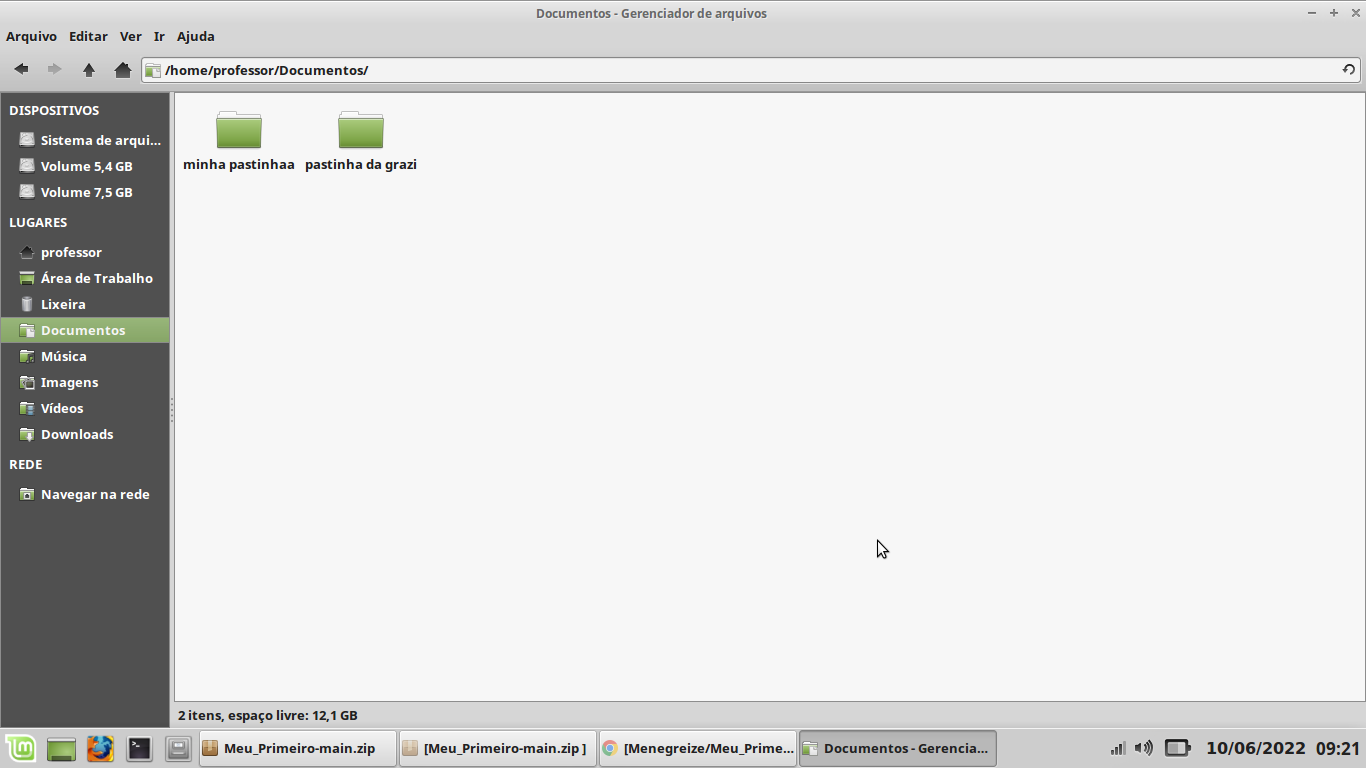 Documentos - Gerenciador de arquivos
Arquivo Editar Ver Ir Ajuda
/home/professor/Documentos/
DISPOSITIVOS
Sistema de arqui...
Volume 5,4 GB
Volume 7,5 GB
LUGARES
professor
Área de Trabalho
Lixeira
Documentos
Música
Imagens
Vídeos
Downloads
REDE
Navegar na rede
minha pastinhaa pastinha da grazi
2 itens, espaço livre: 12,1 GB
Meu_Primeiro-main.zip [Meu_Primeiro-main.zip ] [Menegreize/Meu_Prime... Documentos - Gerencia... 10/06/2022 09:21